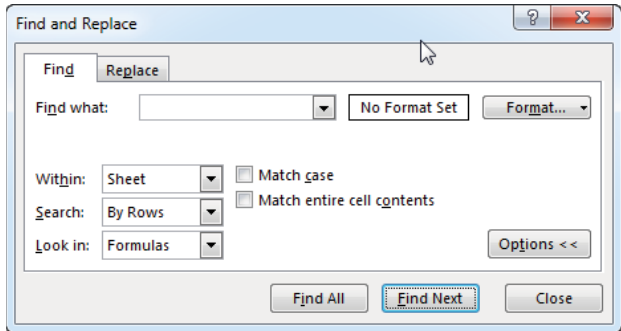 Find and Replace
Find Replace
Find what: No Format Set Format...
Within: Sheet Match case
Match entire cell contents
Search: By Rows
Look in: Formulas Options <<
Find All Find Next Close